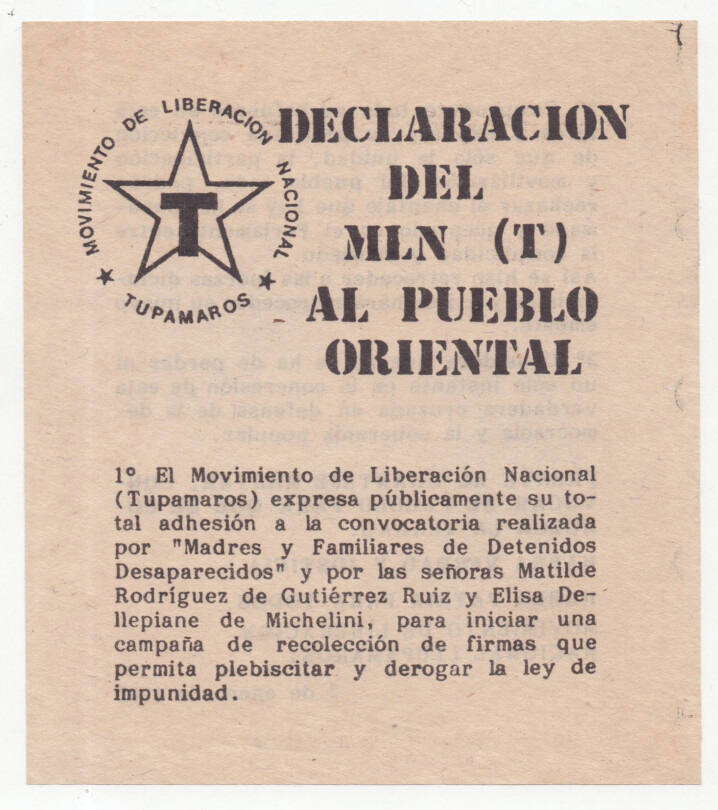 MOVIMIENTO DE LIBERACION NACIONAL
T
TUPAMAROS
DECLARACION
DEL
MLN (T)
AL PUEBLO
ORIENTAL
1º El Movimiento de Liberación Nacional
(Tupamaros) expresa públicamente su to-
tal adhesión a la convocatoria realizada
por "Madres y Familiares de Detenidos
Desaparecidos" y por las señoras Matilde
Rodríguez de Gutiérrez Ruiz y Elisa De-
llepiane de Michelini, para iniciar una
campaña de recolección de firmas que
permita plebiscitar y derogar la ley de
impunidad.